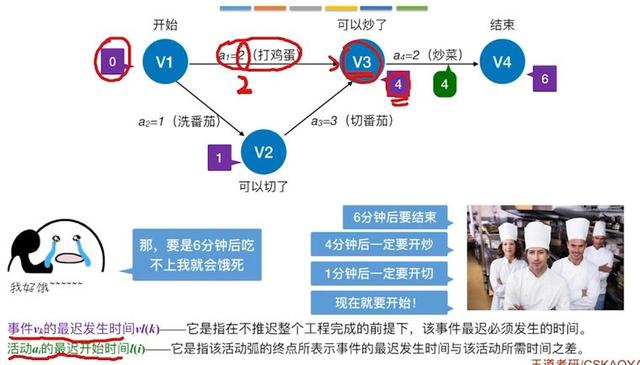 开始
可以炒了
结束
0
V1
a₁=2（打鸡蛋）
2
V3
4
a₄=2（炒菜）
4
V4
6
a₂=1（洗番茄）
a₃=3（切番茄）
1
V2
可以切了
我好饿~~~~~~
那，要是6分钟后吃
不上我就会饿死
6分钟后要结束
4分钟后一定要开炒
1分钟后一定要开切
现在就要开始！
事件vₖ的最迟发生时间vl(k)——它是指在不推迟整个工程完成的前提下，该事件最迟必须发生的时间。
活动aᵢ的最迟开始时间l(i)——它是指该活动弧的终点所表示事件的最迟发生时间与该活动所需时间之差。
王道考研/CSKAOYA